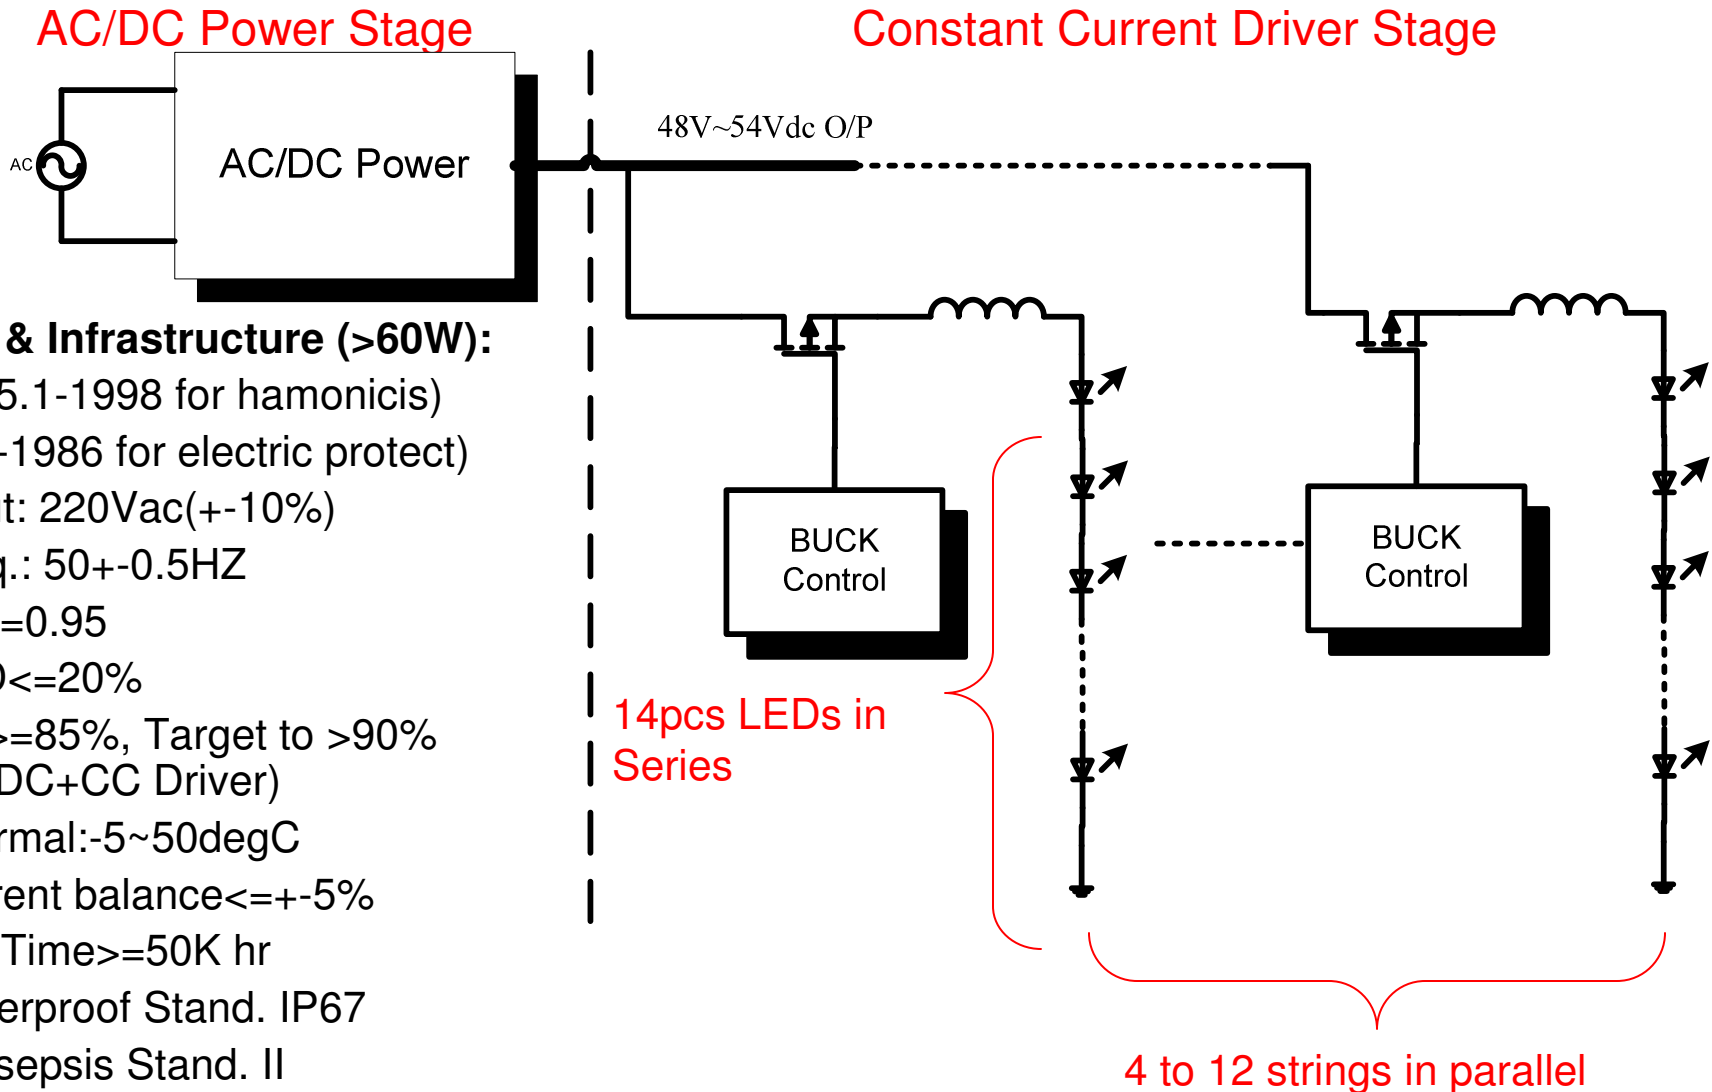 AC/DC Power Stage
Constant Current Driver Stage
48V~54Vdc O/P
AC
AC/DC Power
& Infrastructure (>60W):
5.1-1998 for hamonicis)
-1986 for electric protect)
t: 220Vac(+-10%)
.: 50+-0.5HZ
=0.95
<=20%
>=85%, Target to >90%
DC+CC Driver)
rmal:-5~50degC
rent balance<=+-5%
Time>=50K hr
erproof Stand. IP67
sepsis Stand. II
BUCK
Control
BUCK
Control
14pcs LEDs in
Series
4 to 12 strings in parallel